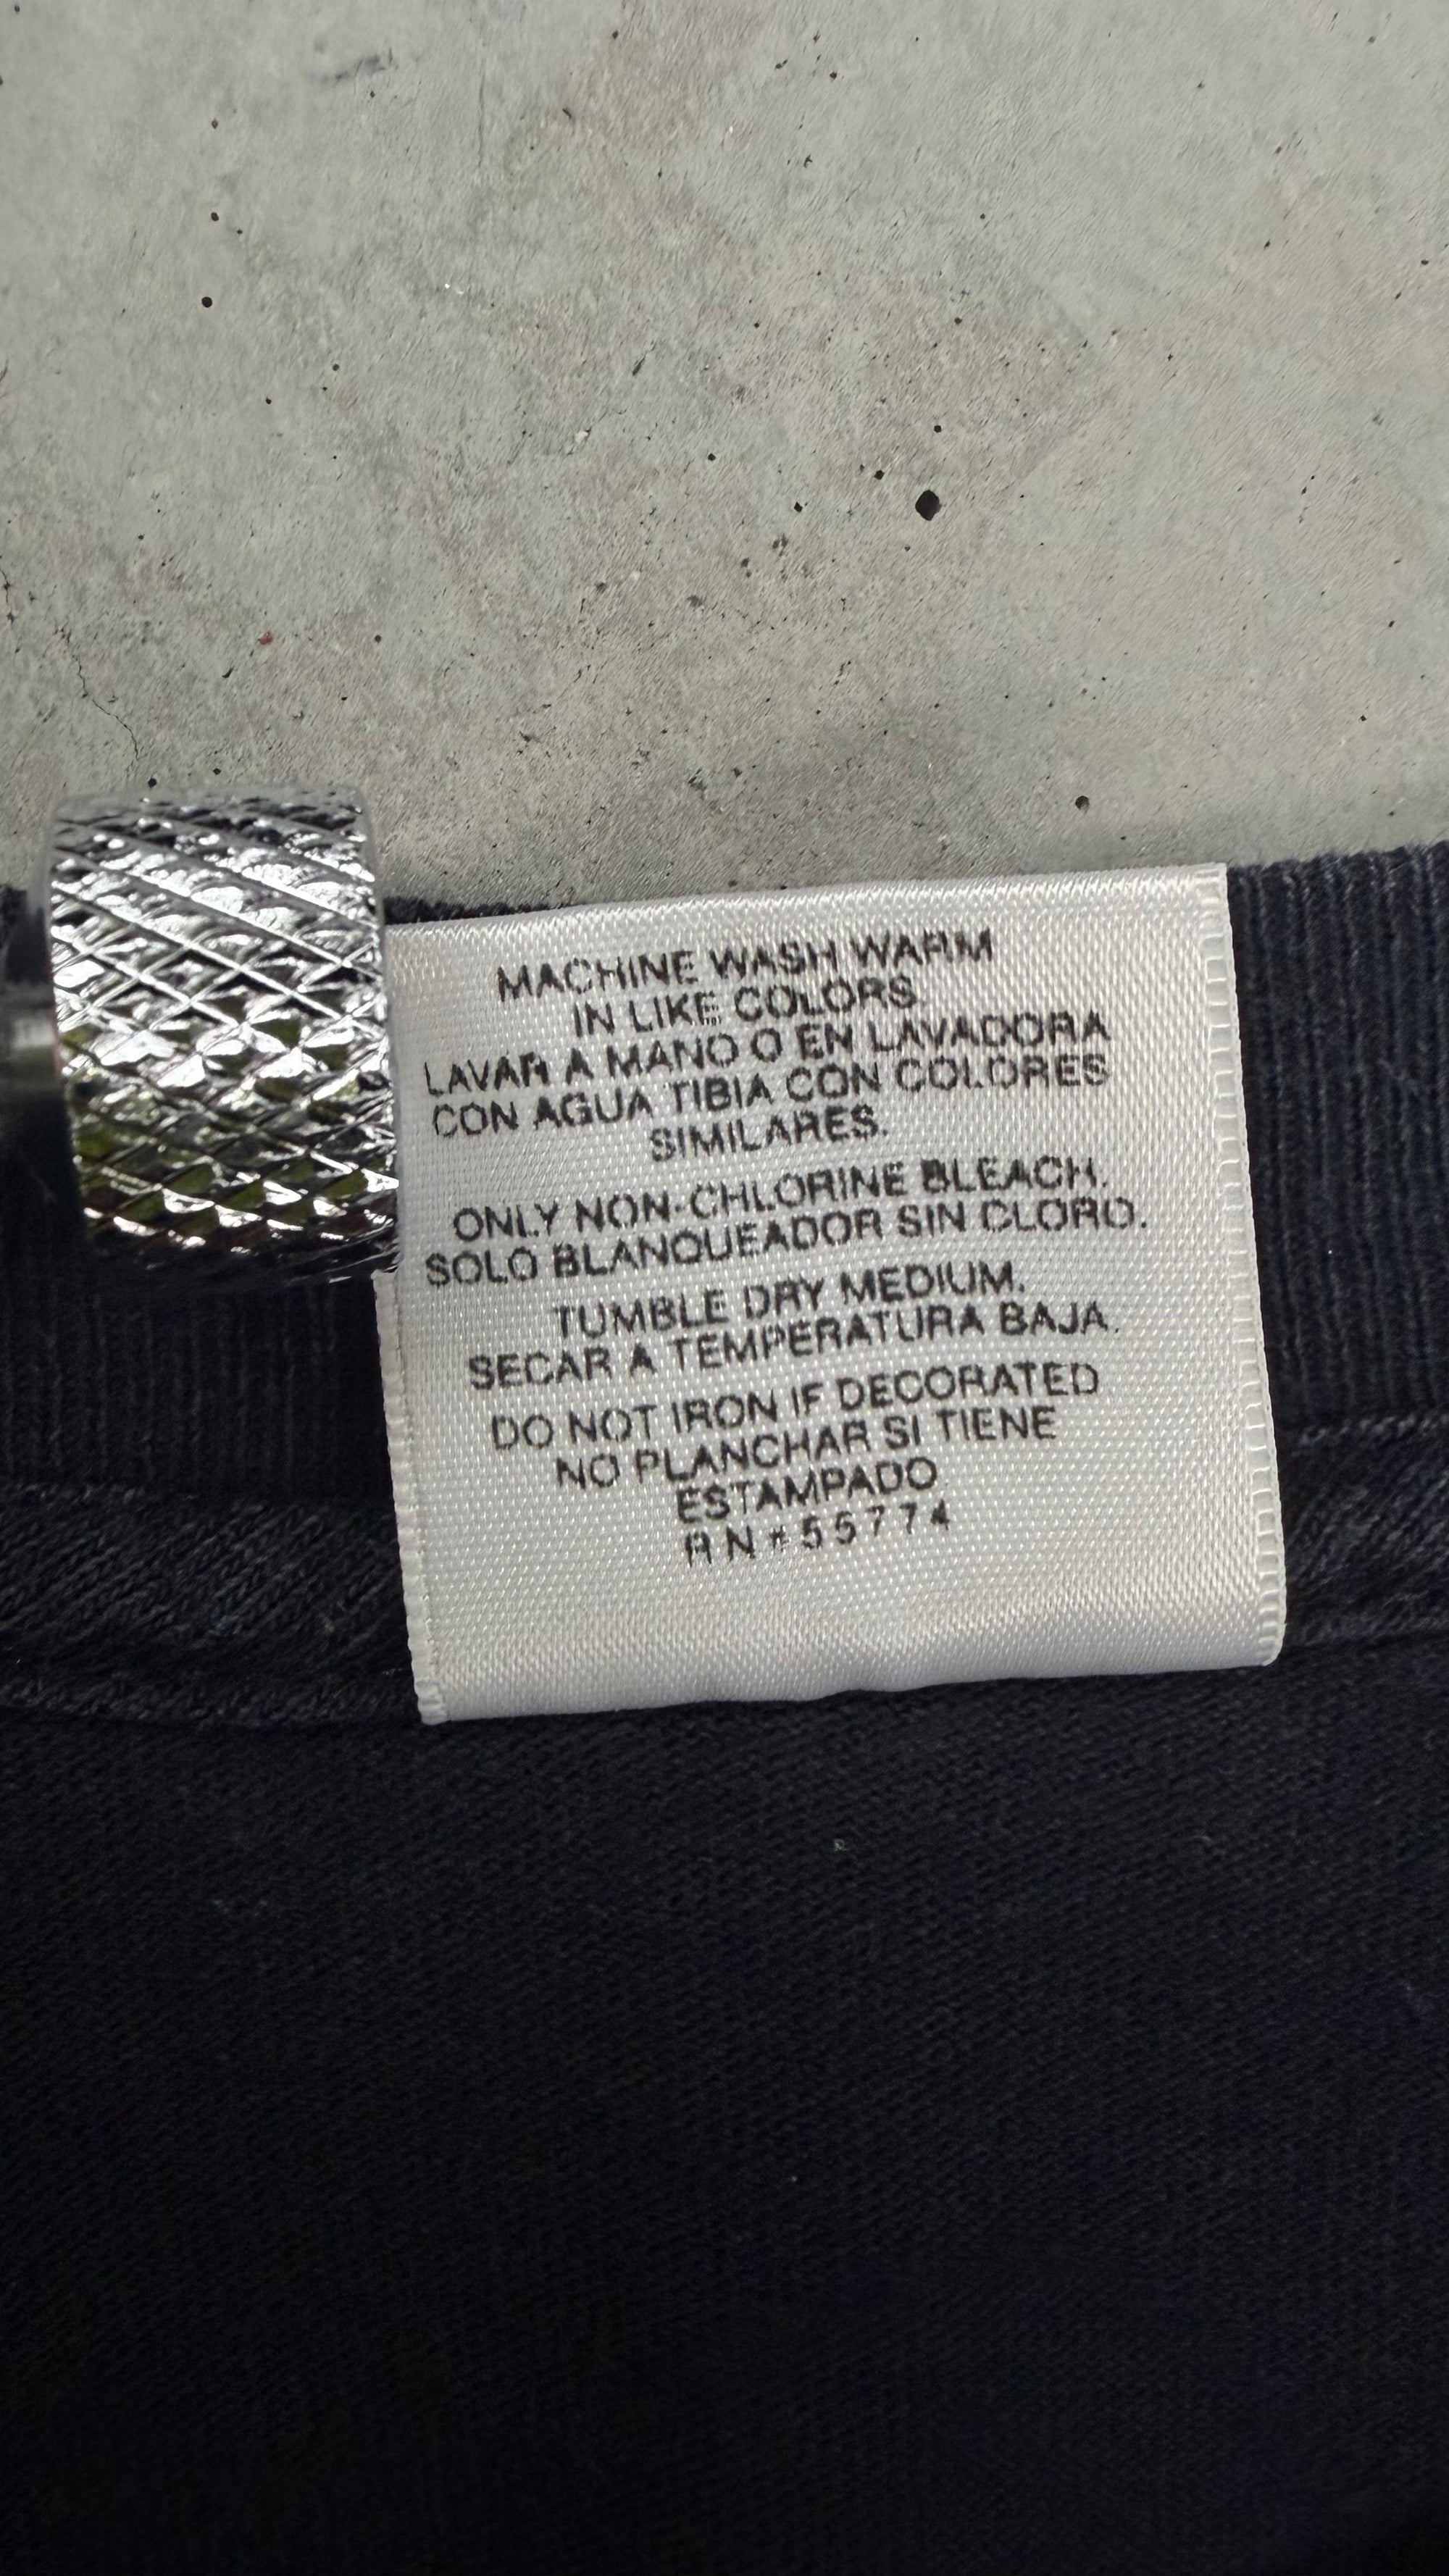 MACHINE WASH WARM
IN LIKE COLORS.
LAVAR A MANO O EN LAVADORA
CON AGUA TIBIA CON COLORES
SIMILARES.
ONLY NON-CHLORINE BLEACH.
SOLO BLANQUEADOR SIN CLORO.
TUMBLE DRY MEDIUM.
SECAR A TEMPERATURA BAJA.
DO NOT IRON IF DECORATED
NO PLANCHAR SI TIENE
ESTAMPADO
RN#55774